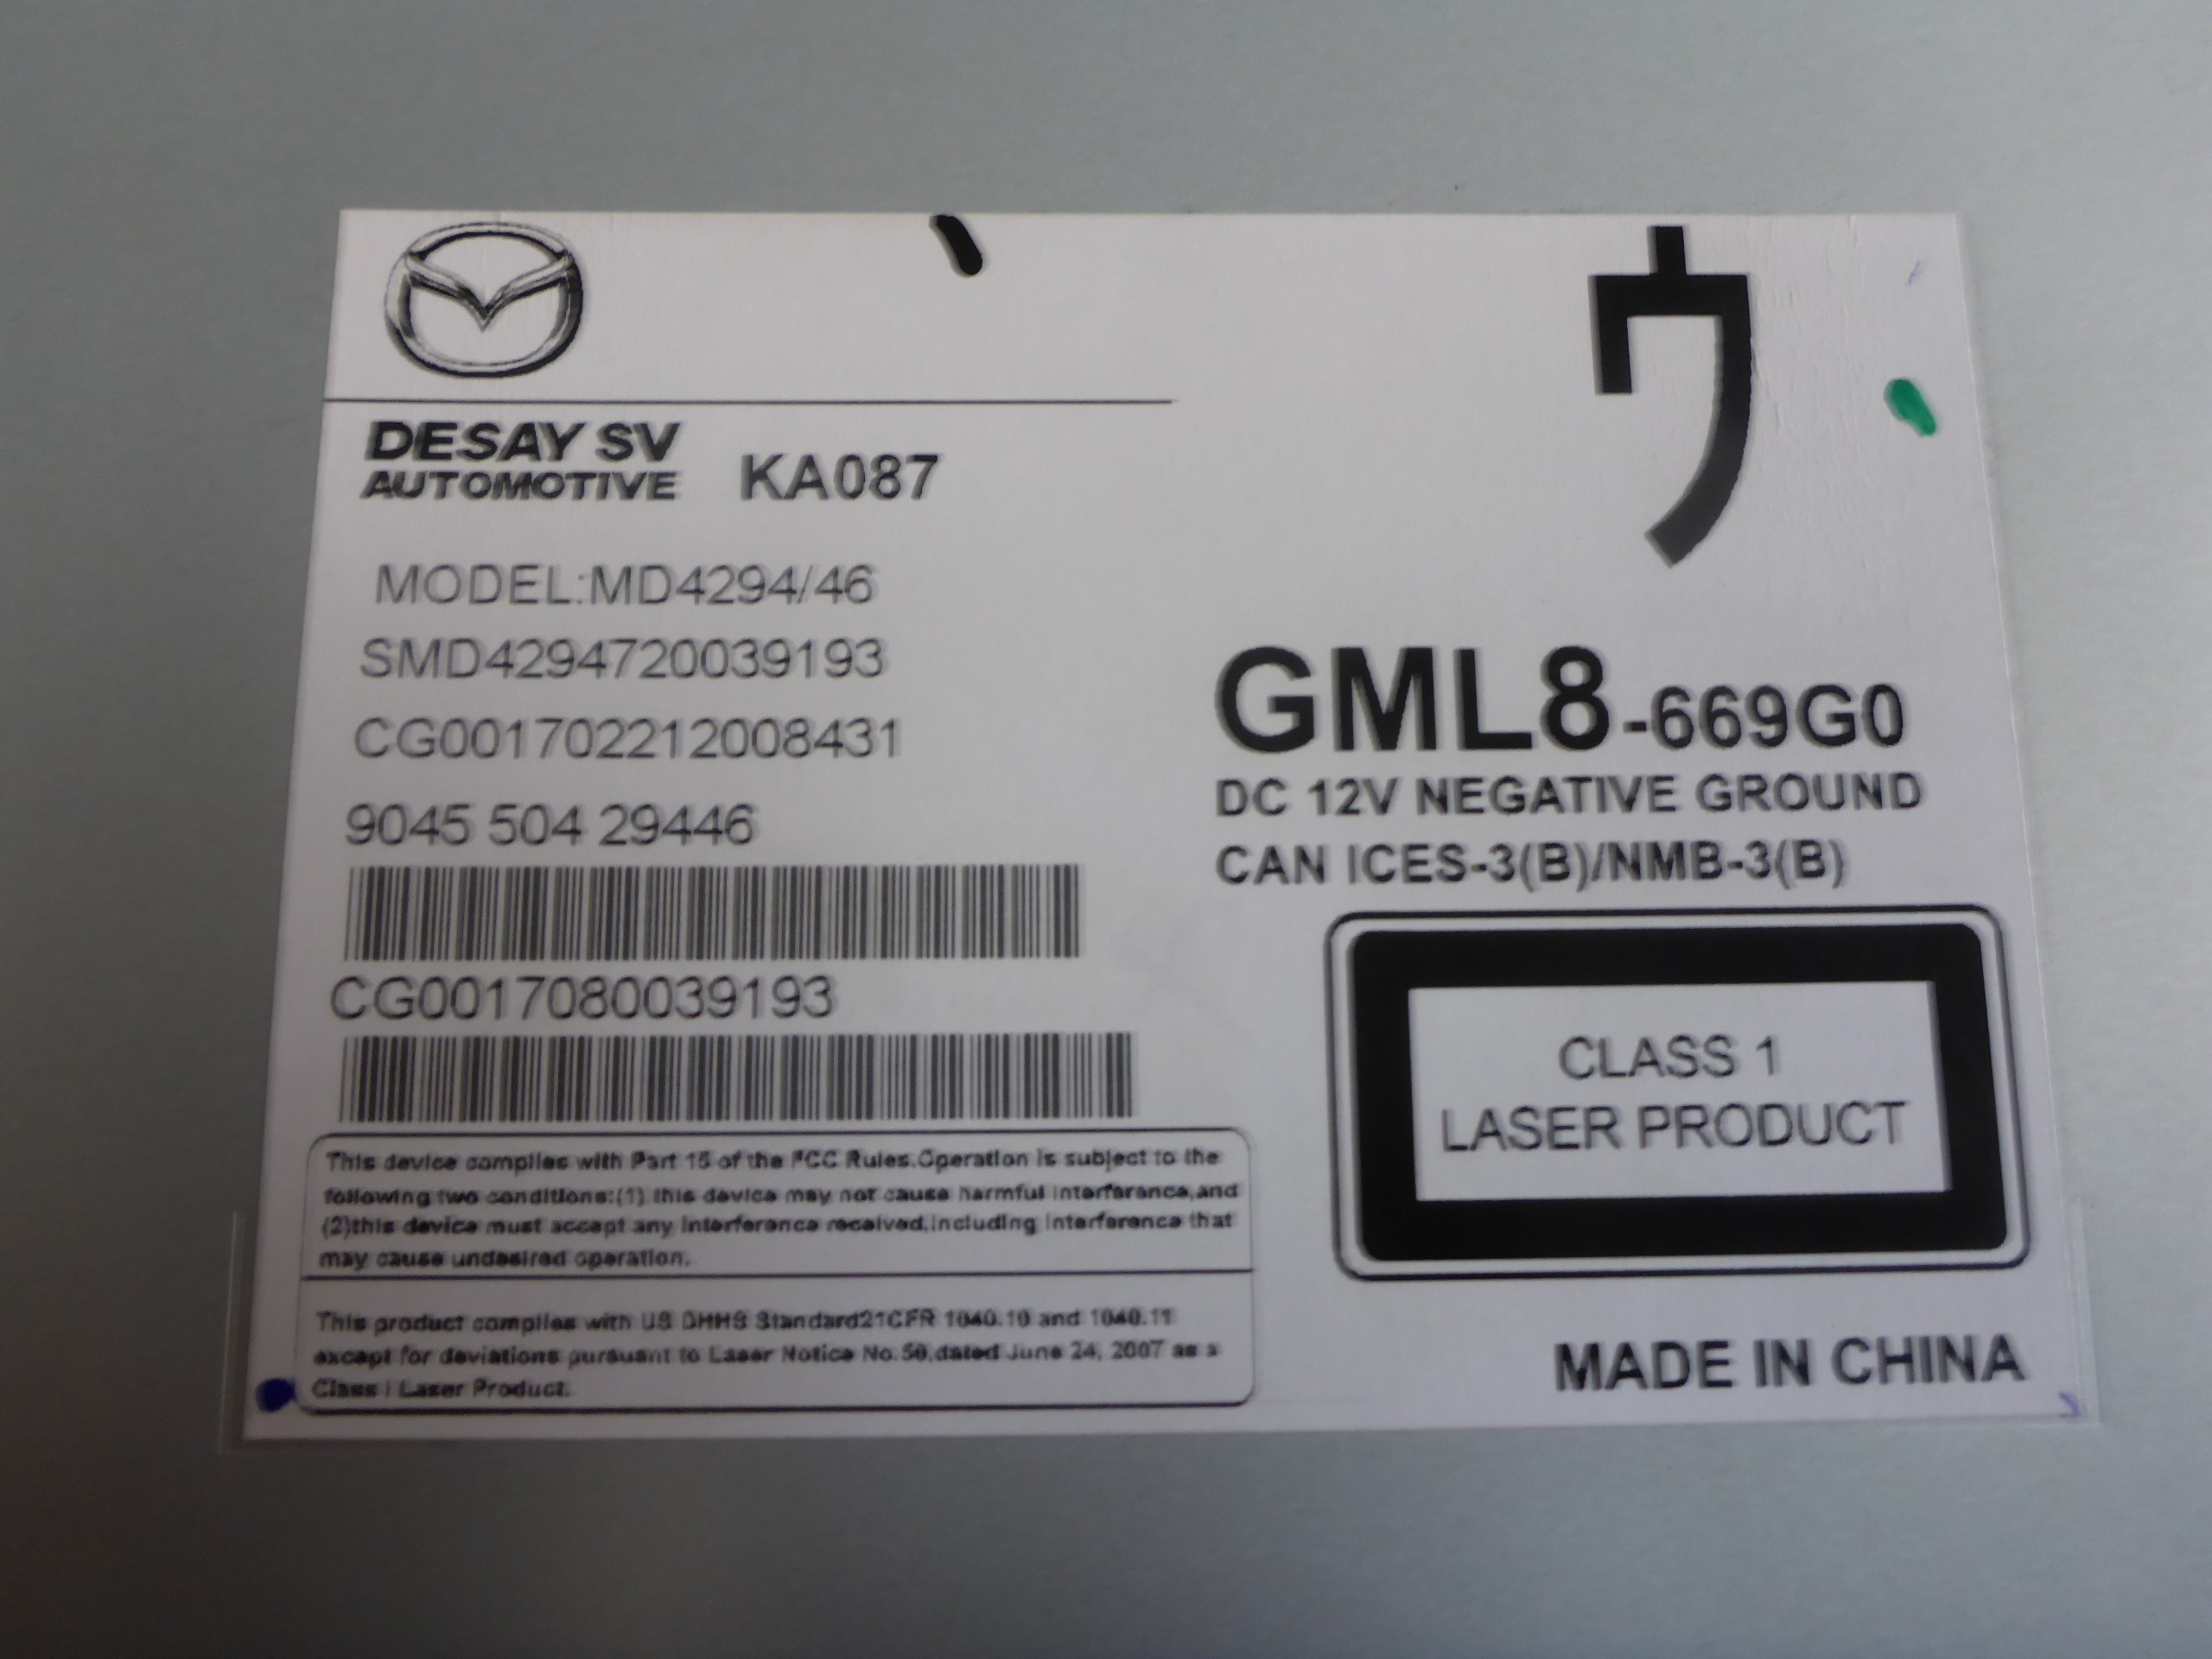 ウ
DESAY SV
AUTOMOTIVE KA087
MODEL:MD4294/46
SMD4294720039193
CG001702212008431
9045 504 29446
CG0017080039193
This device complies with Part 15 of the FCC Rules.Operation is subject to the
following two conditions:(1) this device may not cause harmful interference,and
(2)this device must accept any interference received,including interference that
may cause undesired operation.
This product complies with US DHHS Standard21CFR 1040.10 and 1040.11
except for deviations pursuant to Laser Notice No.50,dated June 24, 2007 as a
Class I Laser Product.
GML8-669G0
DC 12V NEGATIVE GROUND
CAN ICES-3(B)/NMB-3(B)
CLASS 1
LASER PRODUCT
MADE IN CHINA